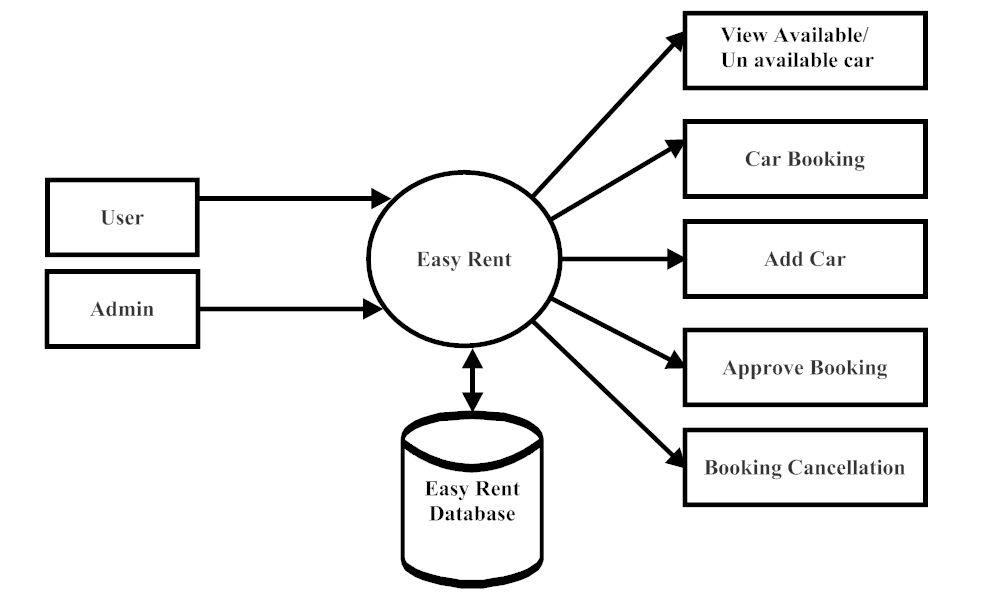 View Available/
Un available car
Car Booking
User
Easy Rent
Add Car
Admin
Approve Booking
Booking Cancellation
Easy Rent
Database